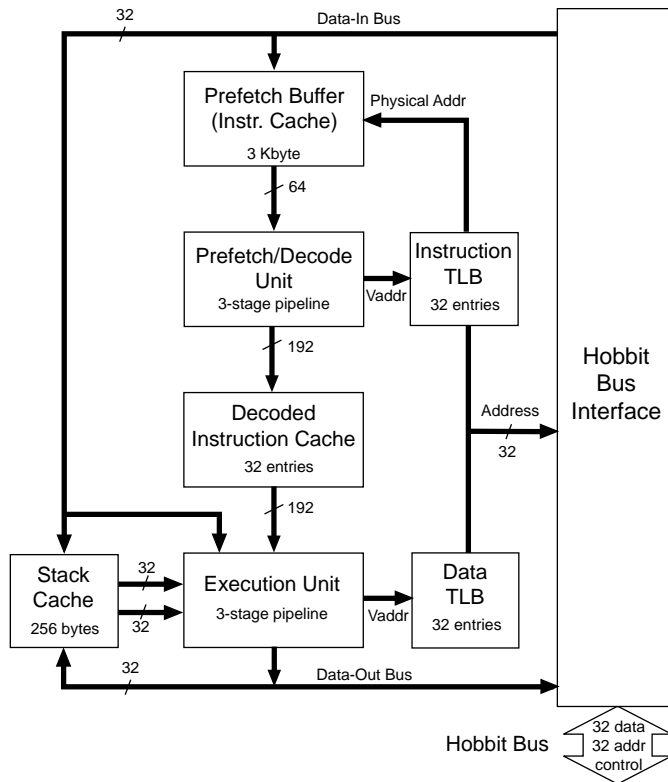 32
Data-In Bus
Prefetch Buffer
(Instr. Cache)
3 Kbyte
Physical Addr
64
Prefetch/Decode
Unit
3-stage pipeline
Vaddr
Instruction
TLB
32 entries
192
Hobbit
Bus
Interface
Decoded
Instruction Cache
32 entries
Address
32
192
Stack
Cache
256 bytes
32
32
Execution Unit
3-stage pipeline
Vaddr
Data
TLB
32 entries
32
Data-Out Bus
Hobbit Bus
32 data
32 addr
control